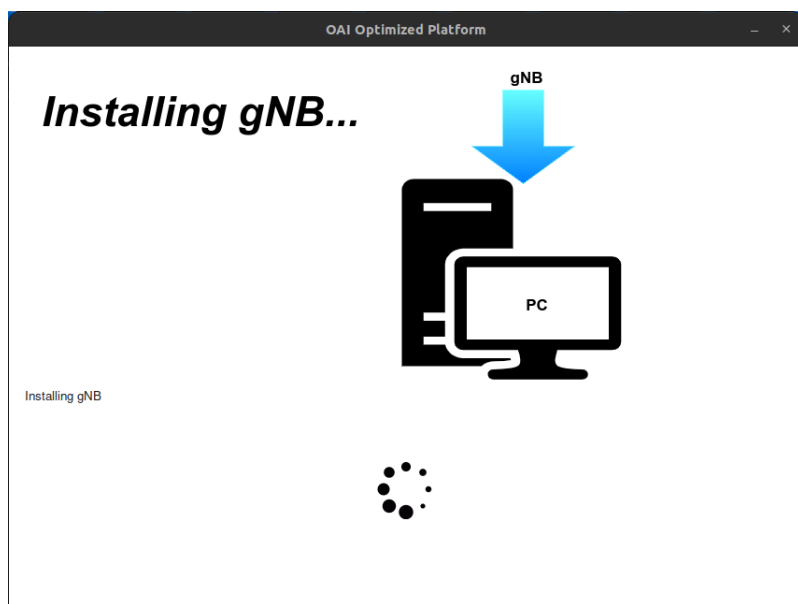 OAI Optimized Platform
Installing gNB...
gNB
PC
Installing gNB